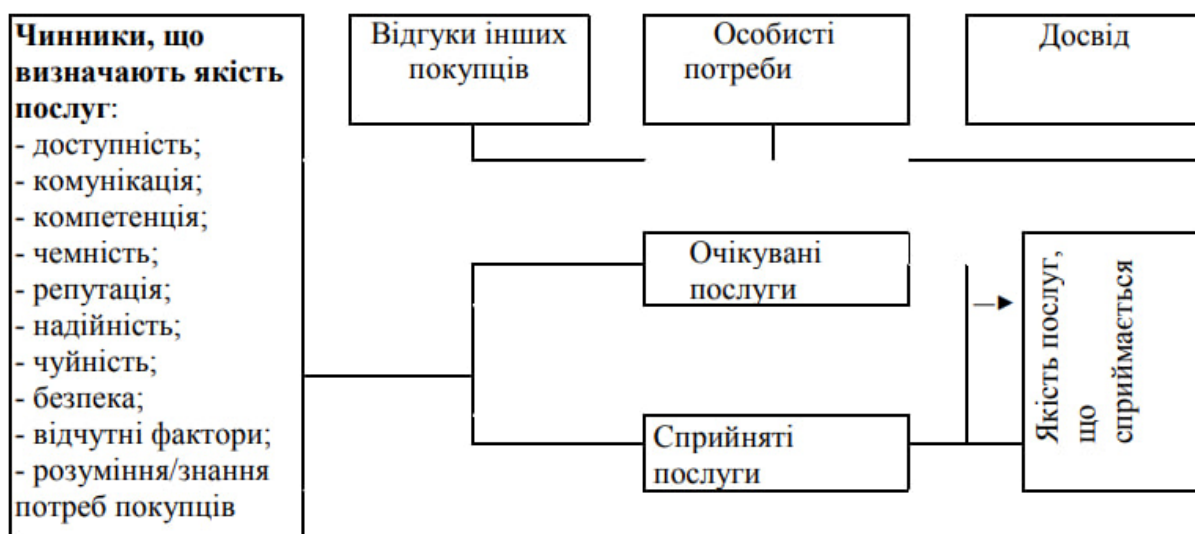 Чинники, що
визначають якість
послуг:
- доступність;
- комунікація;
- компетенція;
- чемність;
- репутація;
- надійність;
- чуйність;
- безпека;
- відчутні фактори;
- розуміння/знання
потреб покупців
Відгуки інших
покупців
Особисті
потреби
Досвід
Очікувані
послуги
Сприйняті
послуги
Якість послуг,
що
сприймається